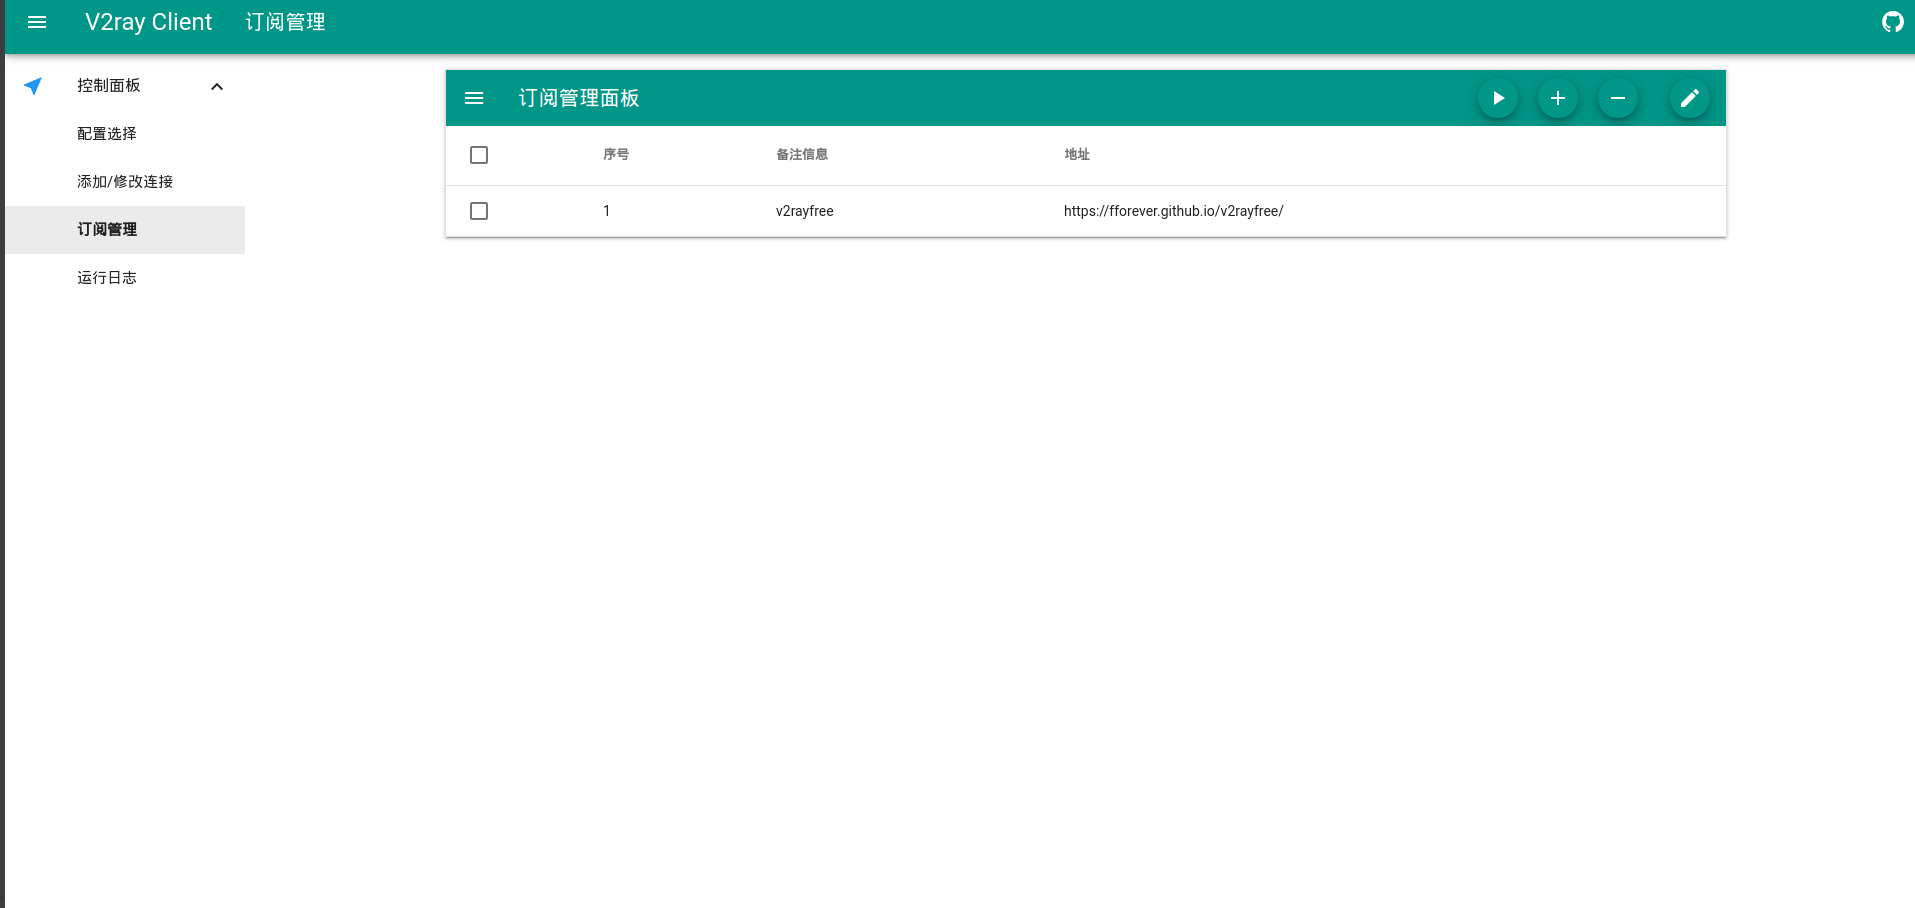 V2ray Client 订阅管理
控制面板
配置选择
添加/修改连接
订阅管理
运行日志
订阅管理面板
序号 备注信息 地址
1 v2rayfree https://fforever.github.io/v2rayfree/